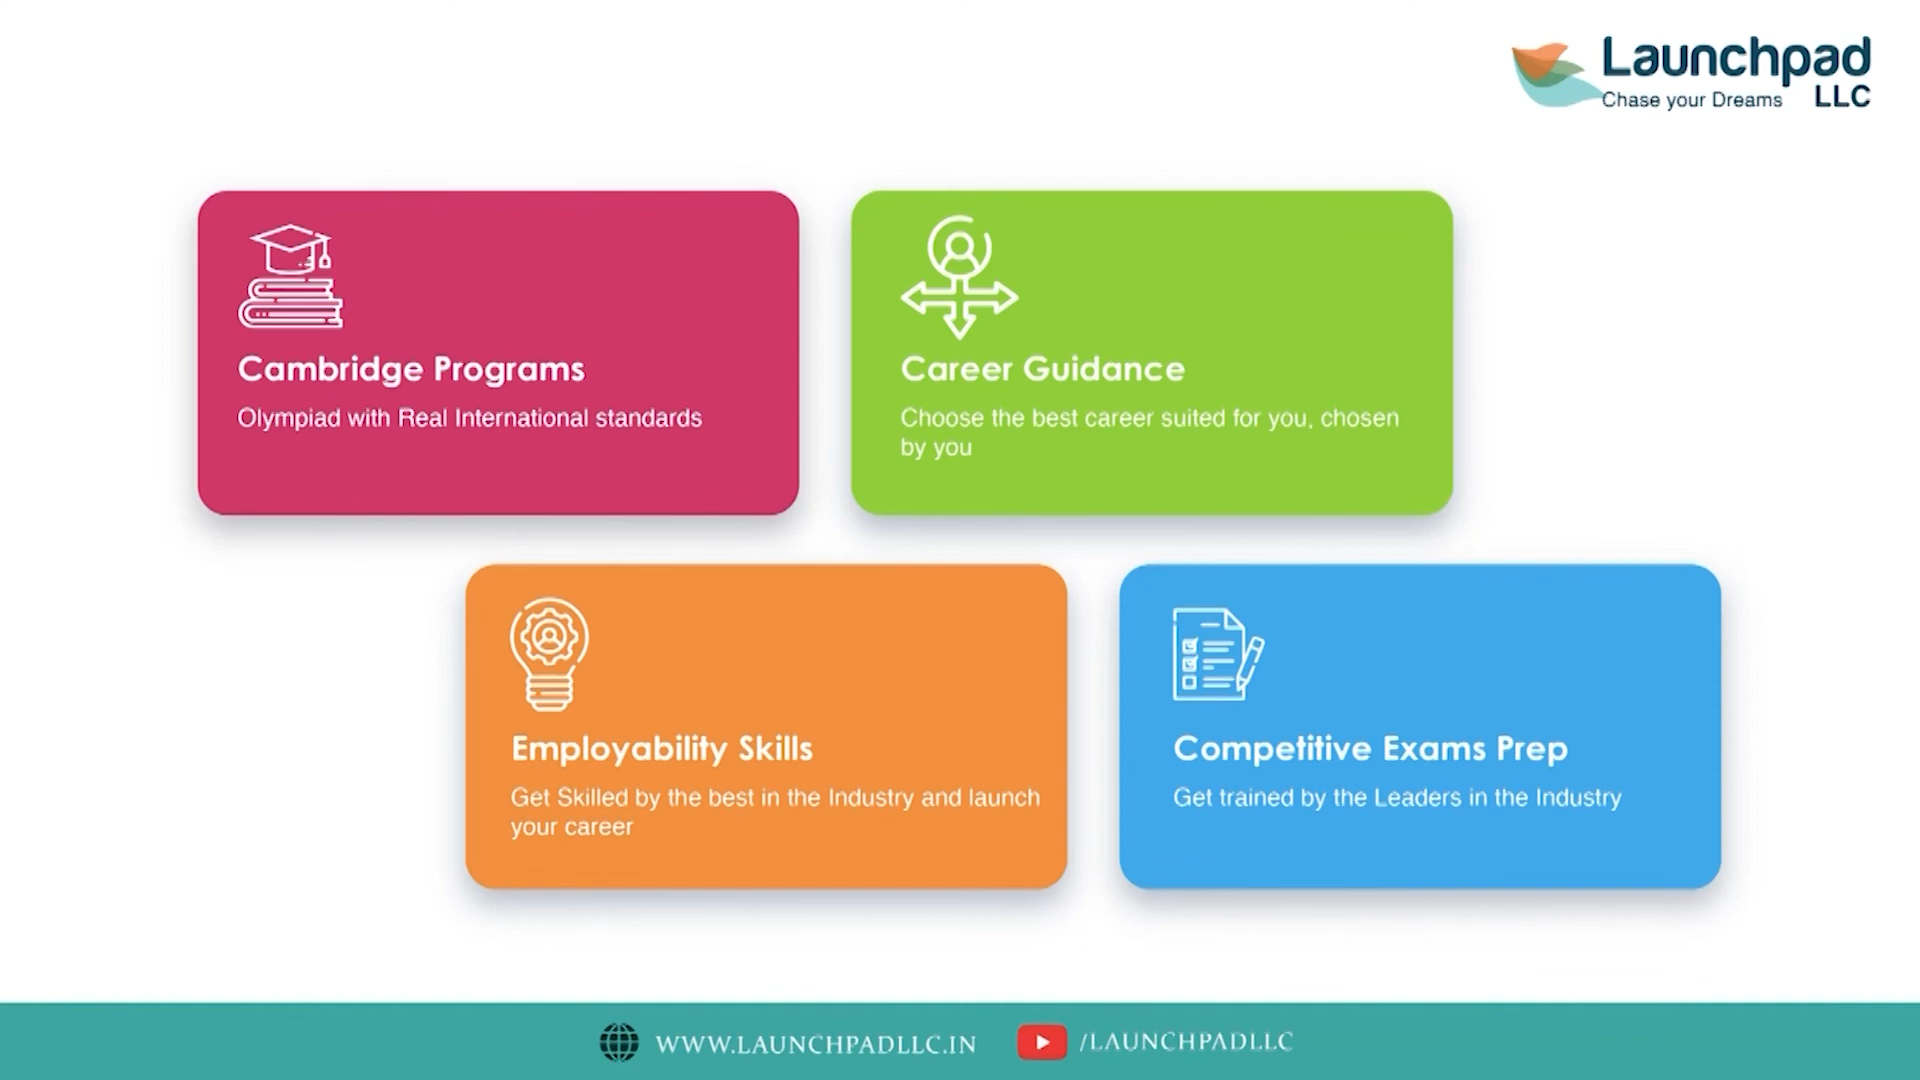 Launchpad
Chase your Dreams LLC
Cambridge Programs
Olympiad with Real International standards
Career Guidance
Choose the best career suited for you, chosen
by you
Employability Skills
Get Skilled by the best in the Industry and launch
your career
Competitive Exams Prep
Get trained by the Leaders in the Industry
WWW.LAUNCHPADLLC.IN
/LAUNCHPADLLC